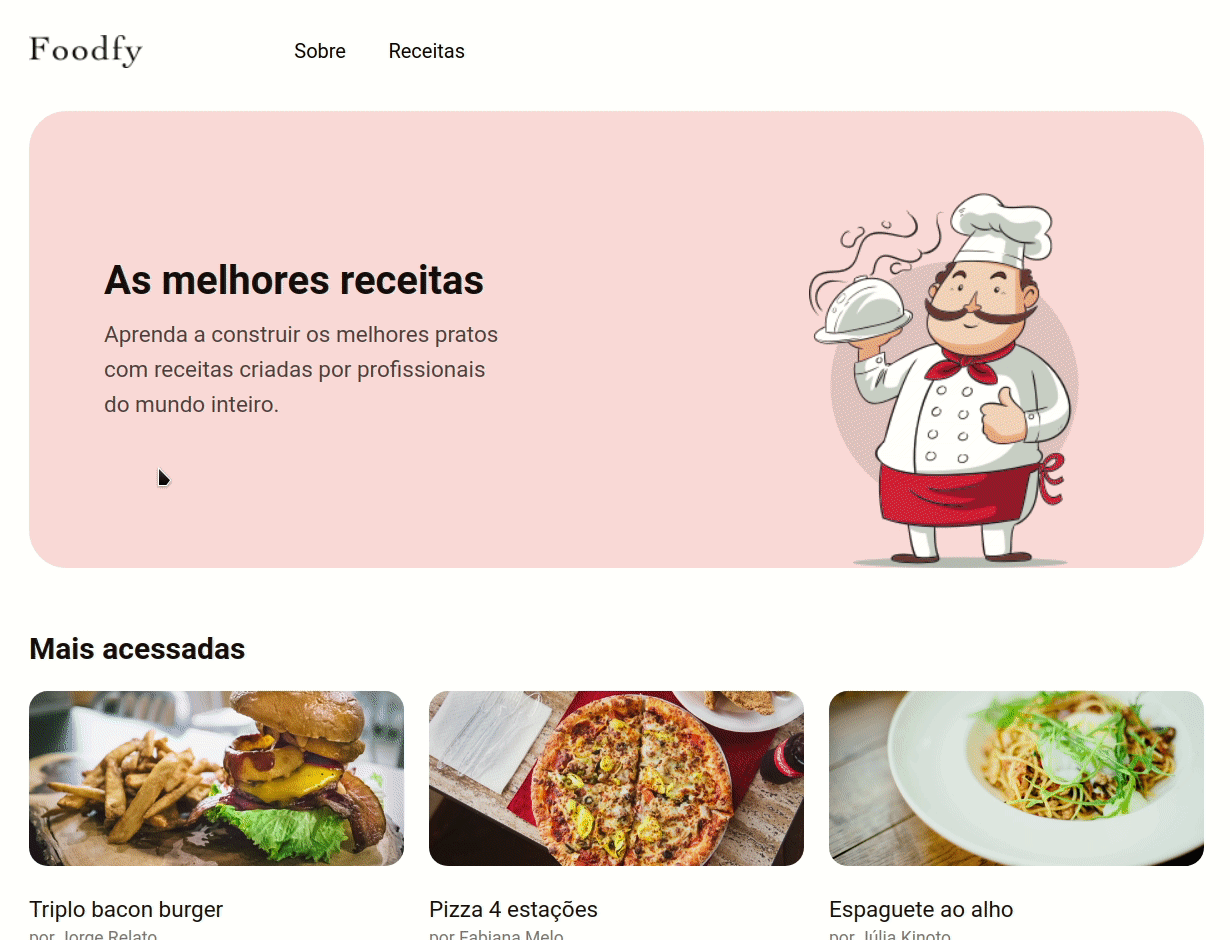 Foodfy
Sobre
Receitas
As melhores receitas
Aprenda a construir os melhores pratos
com receitas criadas por profissionais
do mundo inteiro.
Mais acessadas
Triplo bacon burger
Pizza 4 estações
Espaguete ao alho
por Jorge Relato
por Fabiana Melo
por Júlia Kinoto